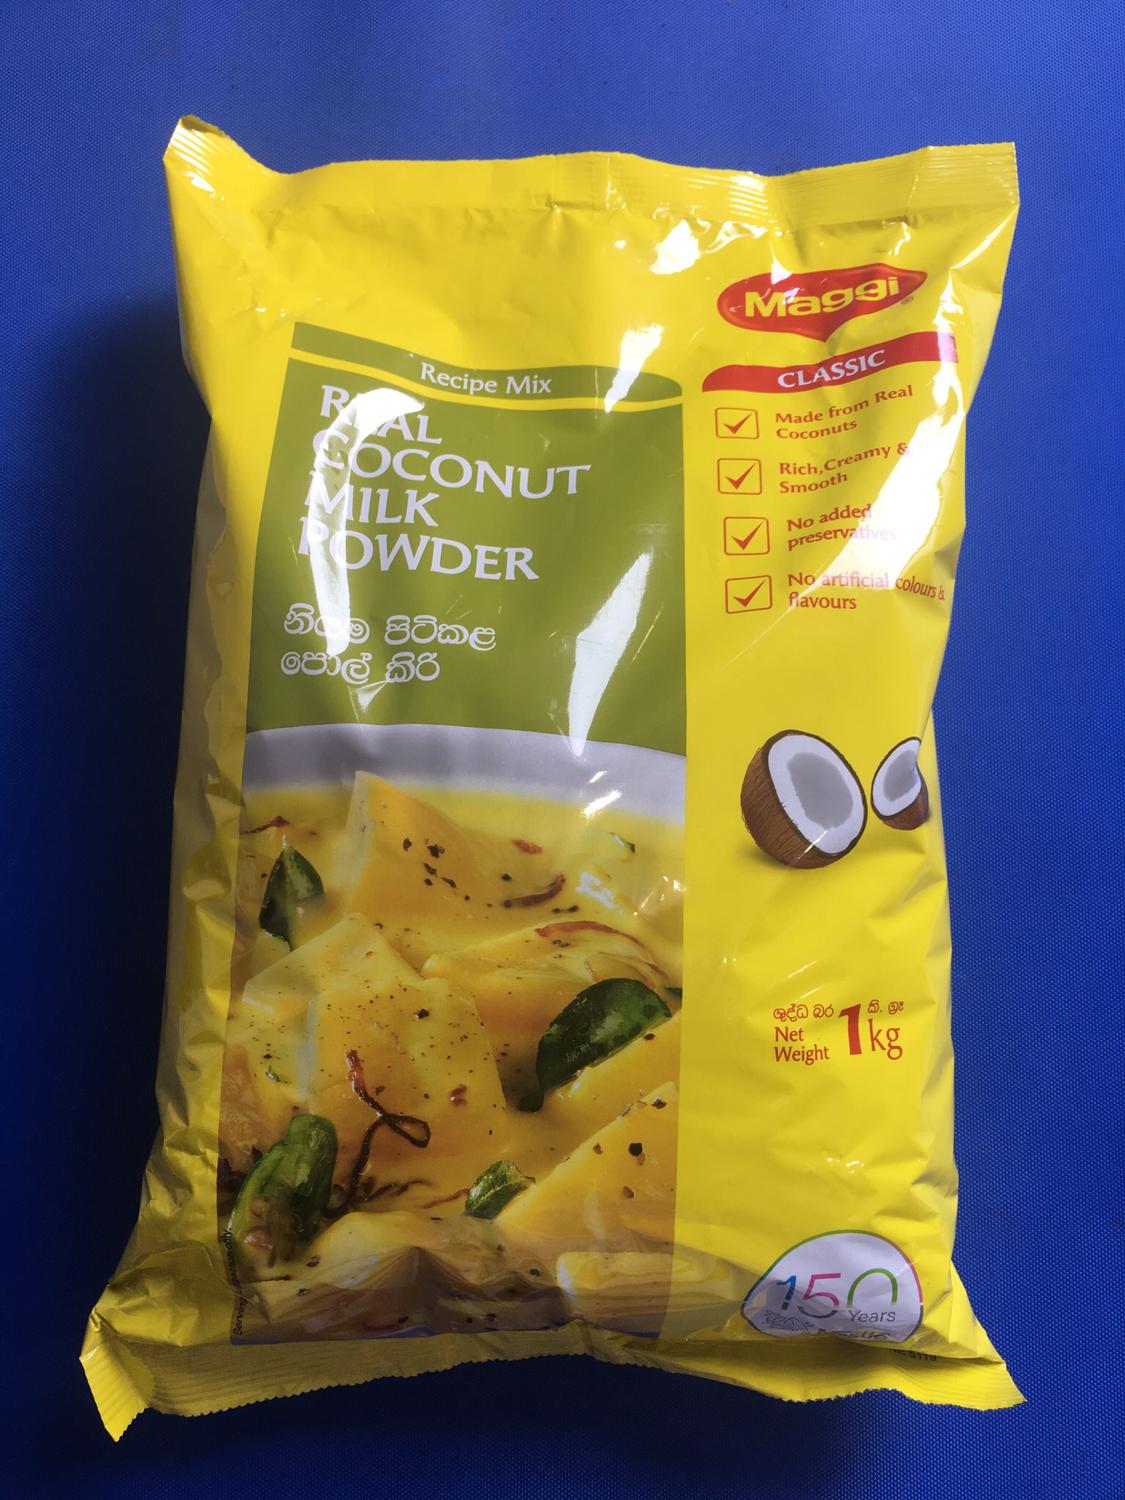 Maggi®
CLASSIC
Made from Real
Coconuts
Rich,Creamy &
Smooth
No added
preservatives
No artificial colours &
flavours
Recipe Mix
REAL
COCONUT
MILK
POWDER
නියම පිටිකළ
පොල් කිරි
ශුද්ධ බර 1 කි. ග්‍රෑ
Net
Weight kg
150
Years
Nestlé